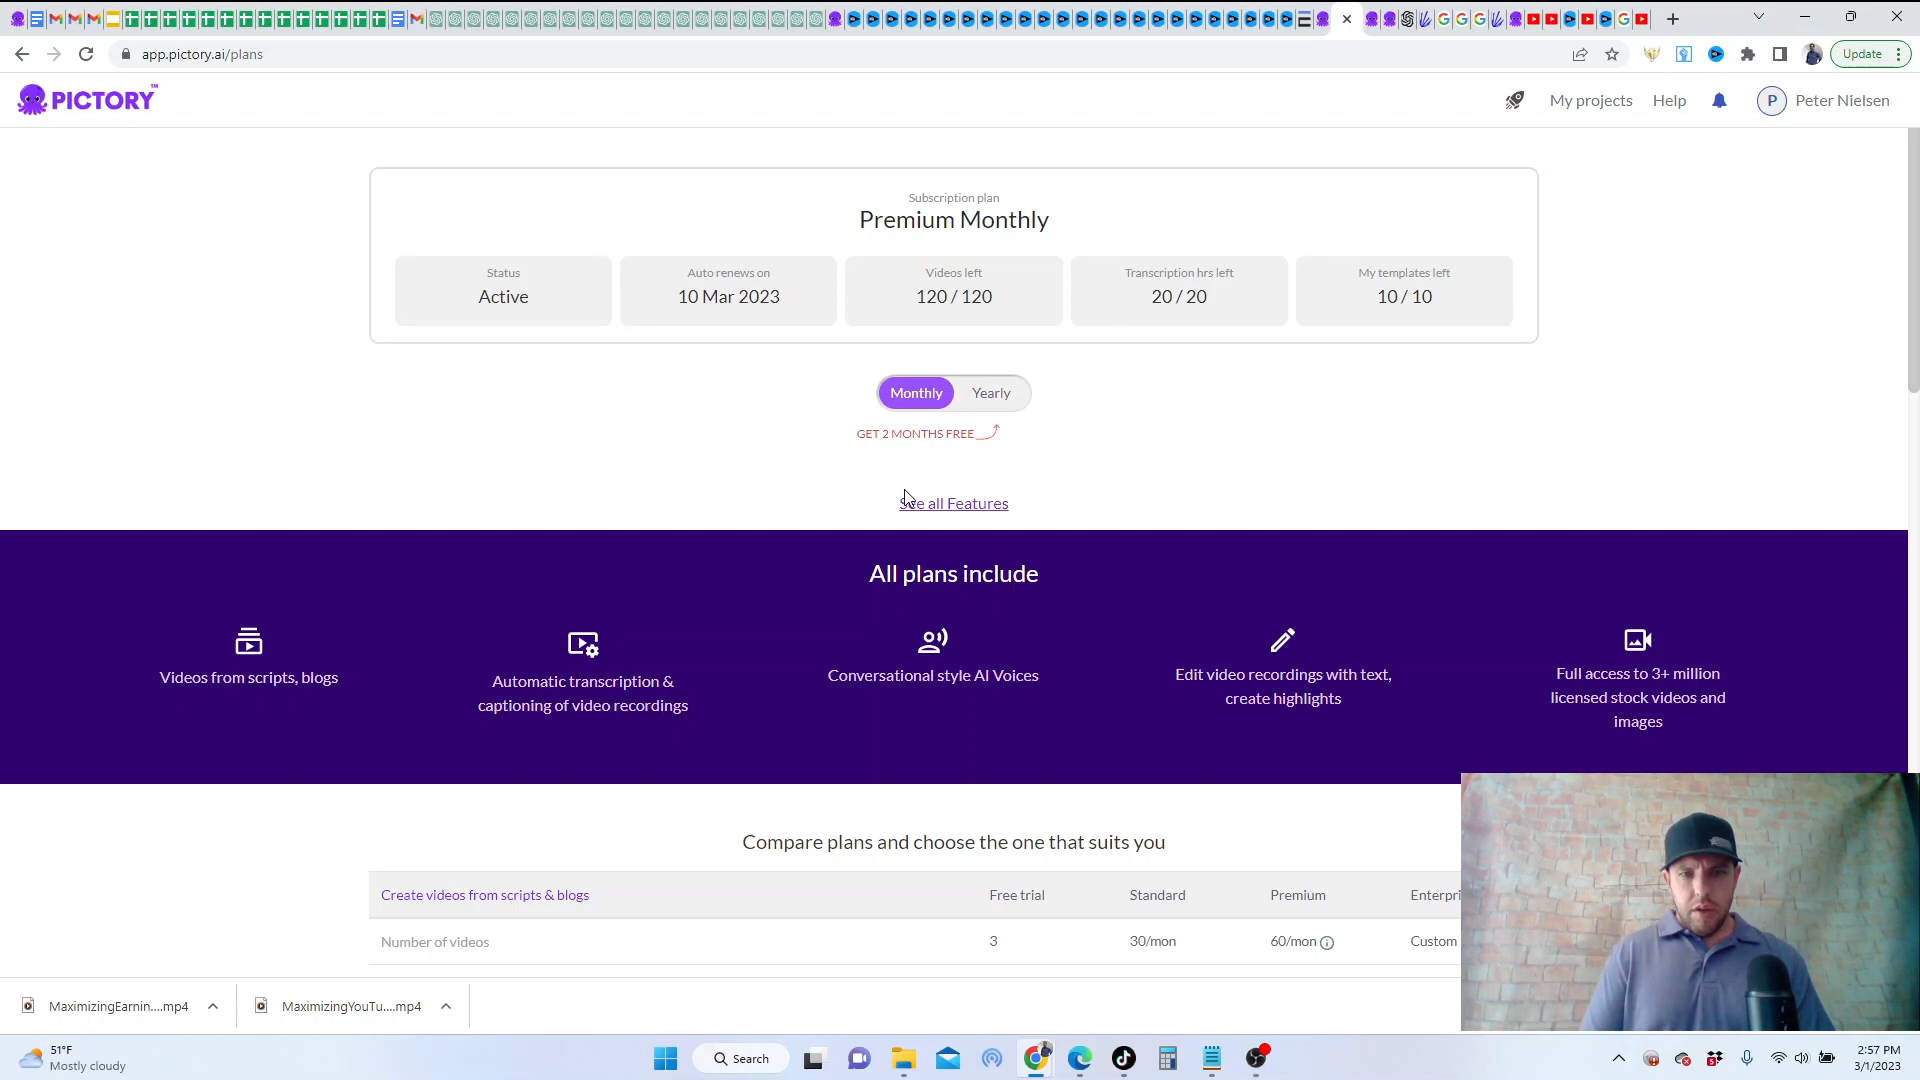 app.pictory.ai/plans
Update
PICTORY™
My projects
Help
P
Peter Nielsen
Subscription plan
Premium Monthly
Status
Active
Auto renews on
10 Mar 2023
Videos left
120 / 120
Transcription hrs left
20 / 20
My templates left
10 / 10
Monthly
Yearly
GET 2 MONTHS FREE
See all Features
All plans include
Videos from scripts, blogs
Automatic transcription &
captioning of video recordings
Conversational style AI Voices
Edit video recordings with text,
create highlights
Full access to 3+ million
licensed stock videos and
images
Compare plans and choose the one that suits you
Create videos from scripts & blogs
Free trial
Standard
Premium
Enterpri
Number of videos
3
30/mon
60/mon
Custom
MaximizingEarnin....mp4
MaximizingYouTu....mp4
51°F
Mostly cloudy
Search
2:57 PM
3/1/2023